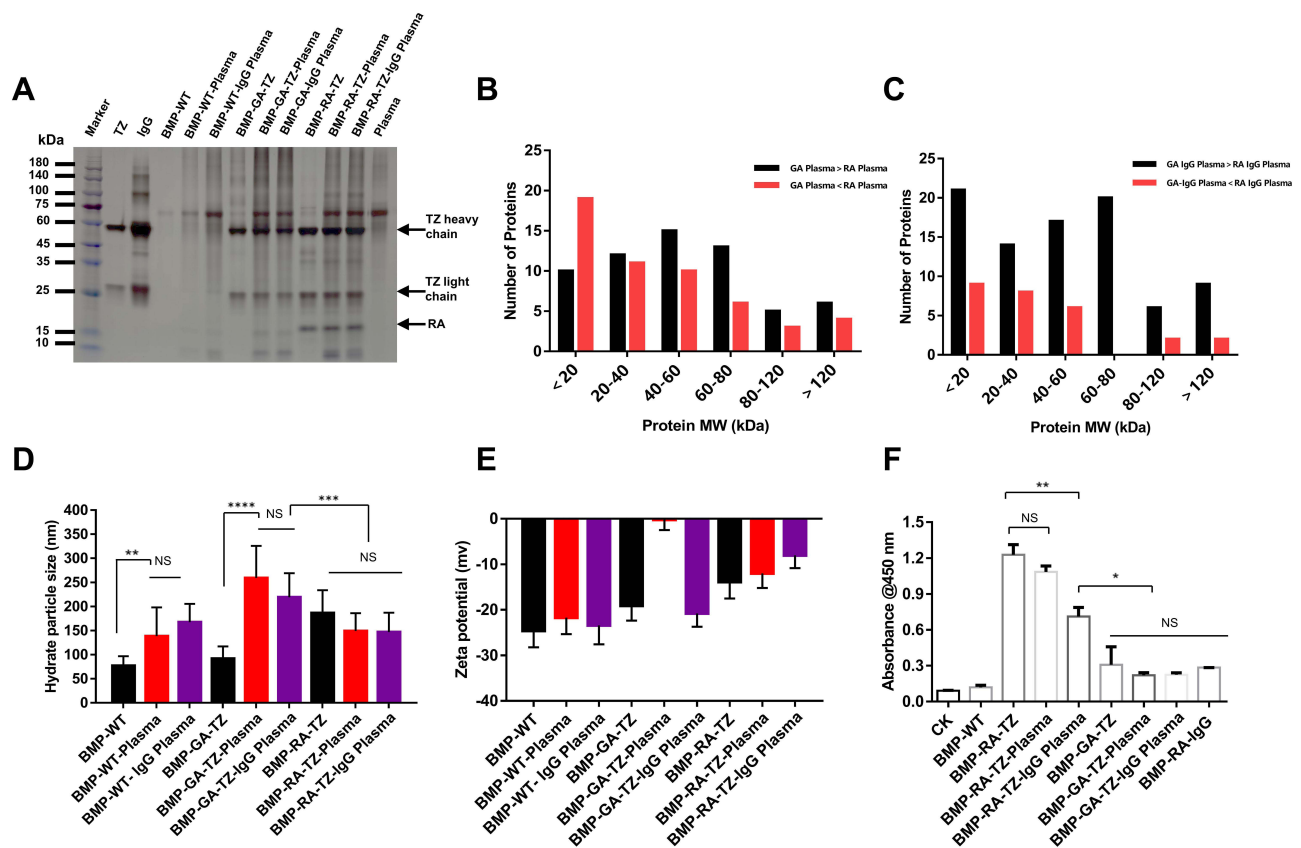 A
Marker
TZ
IgG
BMP-WT
BMP-WT-Plasma
BMP-WT-IgG Plasma
BMP-GA-TZ
BMP-GA-TZ-Plasma
BMP-GA-IgG Plasma
BMP-RA-TZ
BMP-RA-TZ-Plasma
BMP-RA-TZ-IgG Plasma
Plasma
kDa
180
140
100
75
60
45
35
25
15
10
TZ heavy
chain
TZ light
chain
RA
B
GA Plasma > RA Plasma
GA Plasma < RA Plasma
Number of Proteins
25
20
15
10
5
0
< 20
20-40
40-60
60-80
80-120
> 120
Protein MW (kDa)
C
GA IgG Plasma > RA IgG Plasma
GA-IgG Plasma < RA IgG Plasma
Number of Proteins
25
20
15
10
5
0
< 20
20-40
40-60
60-80
80-120
> 120
Protein MW (kDa)
D
Hydrate particle size (nm)
400
350
300
250
200
150
100
50
0
**
NS
****
NS
***
NS
BMP-WT
BMP-WT-Plasma
BMP-WT- IgG Plasma
BMP-GA-TZ
BMP-GA-TZ-Plasma
BMP-GA-TZ-IgG Plasma
BMP-RA-TZ
BMP-RA-TZ-Plasma
BMP-RA-TZ-IgG Plasma
E
Zeta potential (mv)
0
-10
-20
-30
-40
BMP-WT
BMP-WT-Plasma
BMP-WT- IgG Plasma
BMP-GA-TZ
BMP-GA-TZ-Plasma
BMP-GA-TZ-IgG Plasma
BMP-RA-TZ
BMP-RA-TZ-Plasma
BMP-RA-TZ-IgG Plasma
F
Absorbance @450 nm
1.5
1.2
0.9
0.6
0.3
0.0
**
NS
*
NS
CK
BMP-WT
BMP-RA-TZ
BMP-RA-TZ-Plasma
BMP-RA-TZ-IgG Plasma
BMP-GA-TZ
BMP-GA-TZ-Plasma
BMP-GA-TZ-IgG Plasma
BMP-RA-IgG